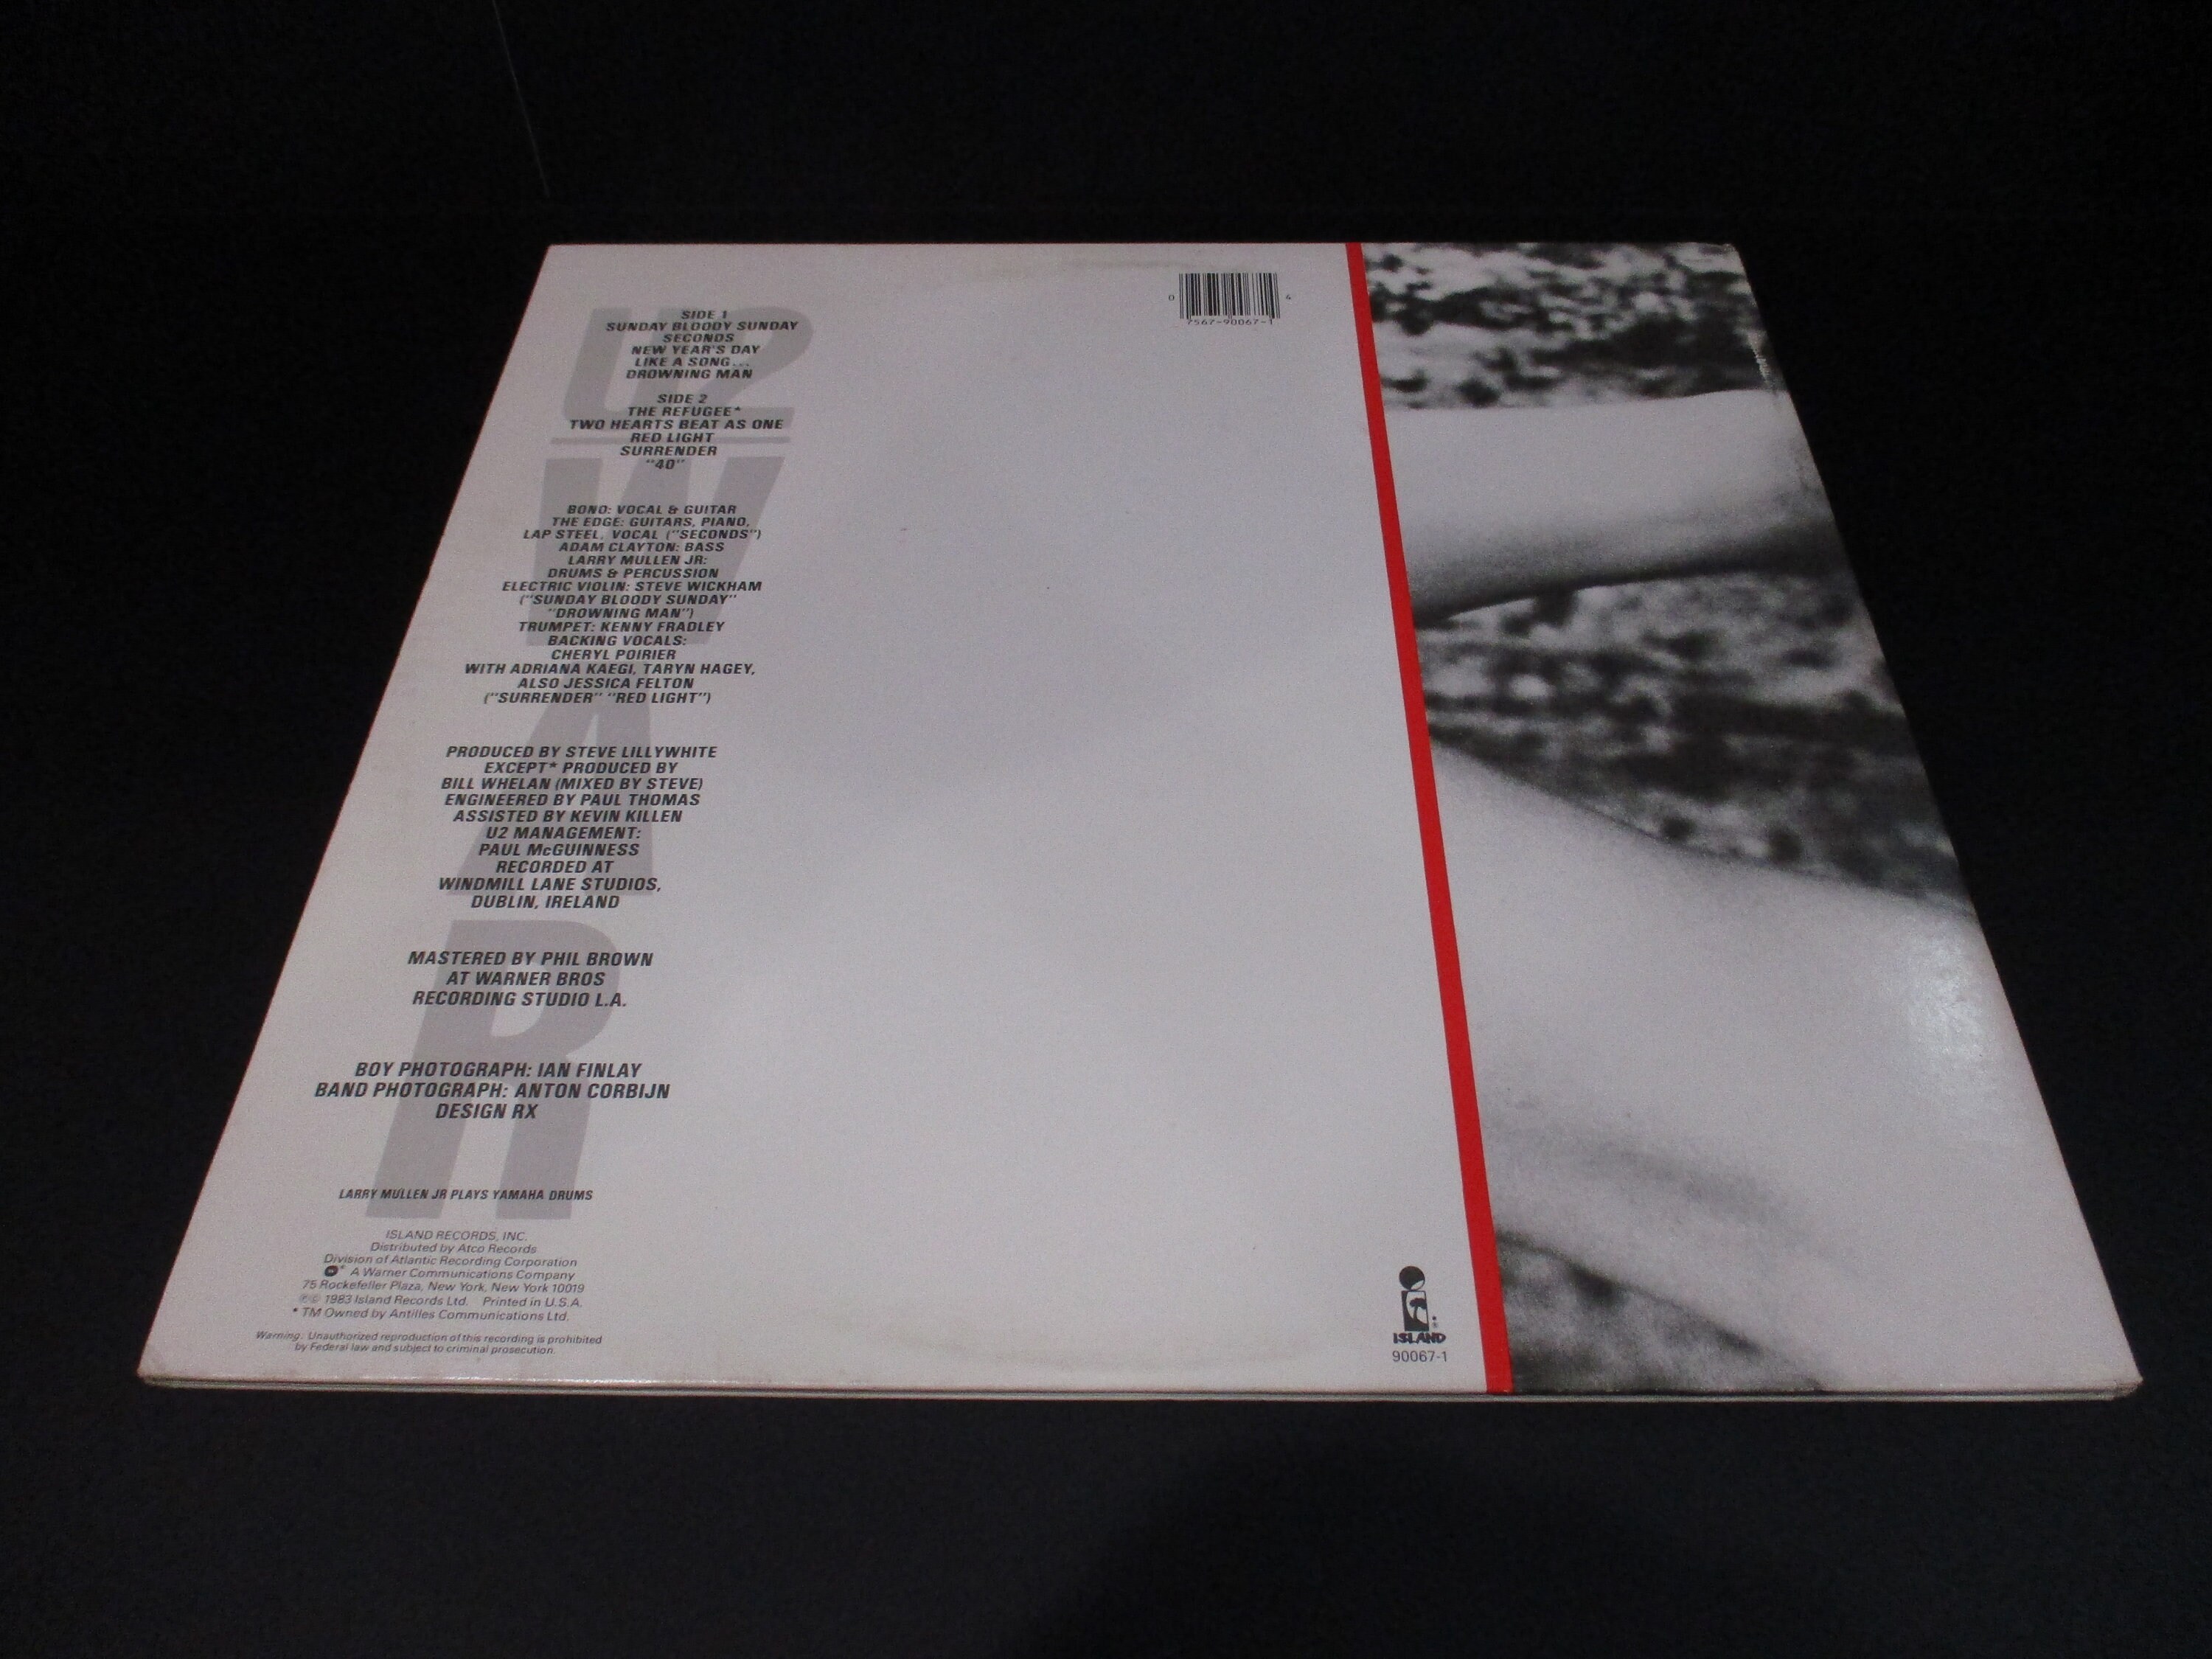 U2
WAR
SIDE 1
SUNDAY BLOODY SUNDAY
SECONDS
NEW YEAR'S DAY
LIKE A SONG...
DROWNING MAN
SIDE 2
THE REFUGEE*
TWO HEARTS BEAT AS ONE
RED LIGHT
SURRENDER
"40"
BONO: VOCAL & GUITAR
THE EDGE: GUITARS, PIANO,
LAP STEEL, VOCAL ("SECONDS")
ADAM CLAYTON: BASS
LARRY MULLEN JR:
DRUMS & PERCUSSION
ELECTRIC VIOLIN: STEVE WICKHAM
("SUNDAY BLOODY SUNDAY"
"DROWNING MAN")
TRUMPET: KENNY FRADLEY
BACKING VOCALS:
CHERYL POIRIER
WITH ADRIANA KAEGI, TARYN HAGEY,
ALSO JESSICA FELTON
("SURRENDER" "RED LIGHT")
PRODUCED BY STEVE LILLYWHITE
EXCEPT* PRODUCED BY
BILL WHELAN (MIXED BY STEVE)
ENGINEERED BY PAUL THOMAS
ASSISTED BY KEVIN KILLEN
U2 MANAGEMENT:
PAUL McGUINNESS
RECORDED AT
WINDMILL LANE STUDIOS,
DUBLIN, IRELAND
MASTERED BY PHIL BROWN
AT WARNER BROS
RECORDING STUDIO L.A.
BOY PHOTOGRAPH: IAN FINLAY
BAND PHOTOGRAPH: ANTON CORBIJN
DESIGN RX
LARRY MULLEN JR PLAYS YAMAHA DRUMS
ISLAND RECORDS, INC.
Distributed by Atco Records
Division of Atlantic Recording Corporation
® A Warner Communications Company
75 Rockefeller Plaza, New York, New York 10019
℗© 1983 Island Records Ltd. Printed in U.S.A.
* TM Owned by Antilles Communications Ltd.
Warning: Unauthorized reproduction of this recording is prohibited
by Federal law and subject to criminal prosecution.
0 7567-90067-1 4
ISLAND
90067-1